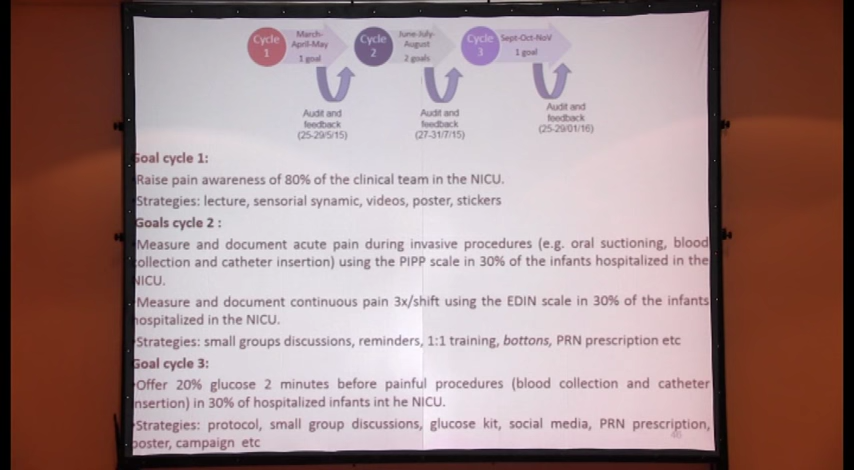 Cycle
1
March-
April-May
1 goal
Cycle
2
June-July-
August
2 goals
Cycle
3
Sept-Oct-NoV
1 goal
Audit and
feedback
(25-29/5/15)
Audit and
feedback
(27-31/7/15)
Audit and
feedback
(25-29/01/16)
Goal cycle 1:
Raise pain awareness of 80% of the clinical team in the NICU.
Strategies: lecture, sensorial synamic, videos, poster, stickers
Goals cycle 2 :
Measure and document acute pain during invasive procedures (e.g. oral suctioning, blood
collection and catheter insertion) using the PIPP scale in 30% of the infants hospitalized in the
NICU.
Measure and document continuous pain 3x/shift using the EDIN scale in 30% of the infants
hospitalized in the NICU.
Strategies: small groups discussions, reminders, 1:1 training, bottons, PRN prescription etc
Goal cycle 3:
Offer 20% glucose 2 minutes before painful procedures (blood collection and catheter
insertion) in 30% of hospitalized infants int he NICU.
Strategies: protocol, small group discussions, glucose kit, social media, PRN prescription,
poster, campaign etc
46